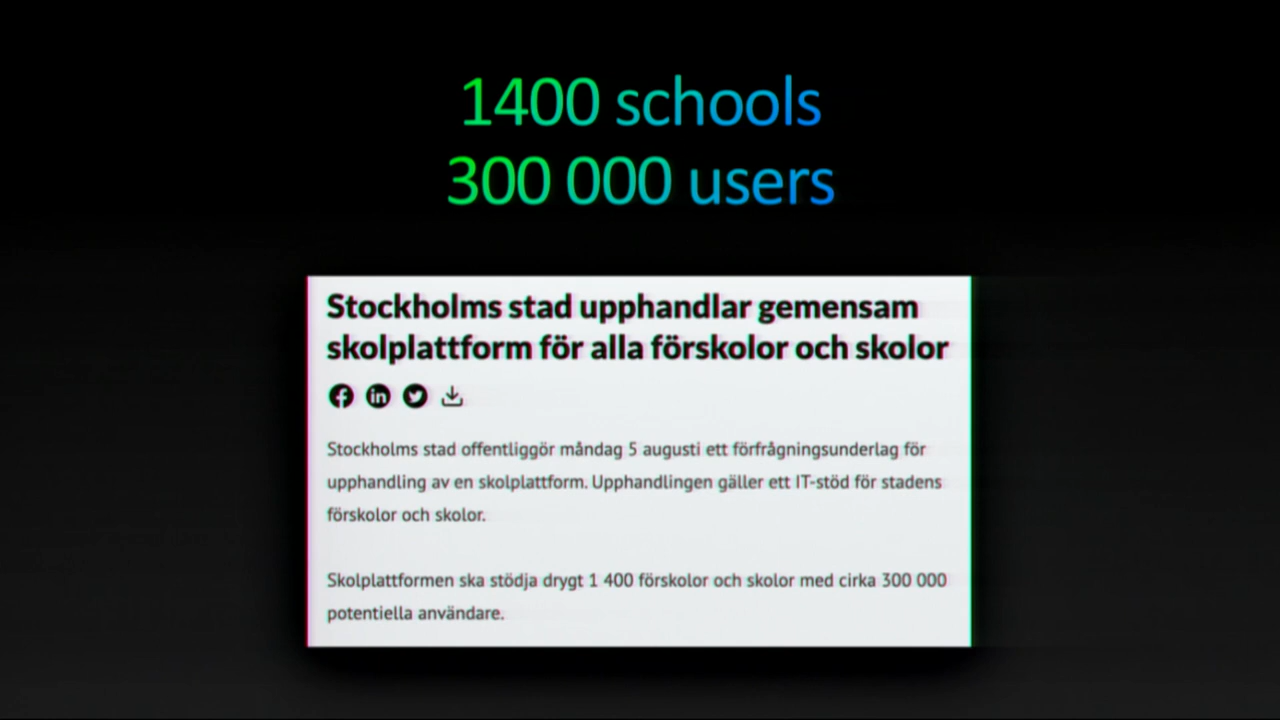 1400 schools
300 000 users
Stockholms stad upphandlar gemensam
skolplattform för alla förskolor och skolor
Stockholms stad offentliggör måndag 5 augusti ett förfrågningsunderlag för
upphandling av en skolplattform. Upphandlingen gäller ett IT-stöd för stadens
förskolor och skolor.
Skolplattformen ska stödja drygt 1 400 förskolor och skolor med cirka 300 000
potentiella användare.